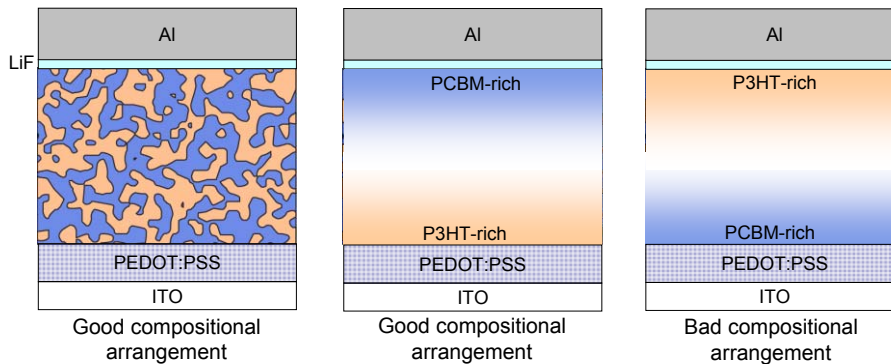 Al
LiF
PEDOT:PSS
ITO
Good compositional
arrangement
Al
PCBM-rich
P3HT-rich
PEDOT:PSS
ITO
Good compositional
arrangement
Al
P3HT-rich
PCBM-rich
PEDOT:PSS
ITO
Bad compositional
arrangement